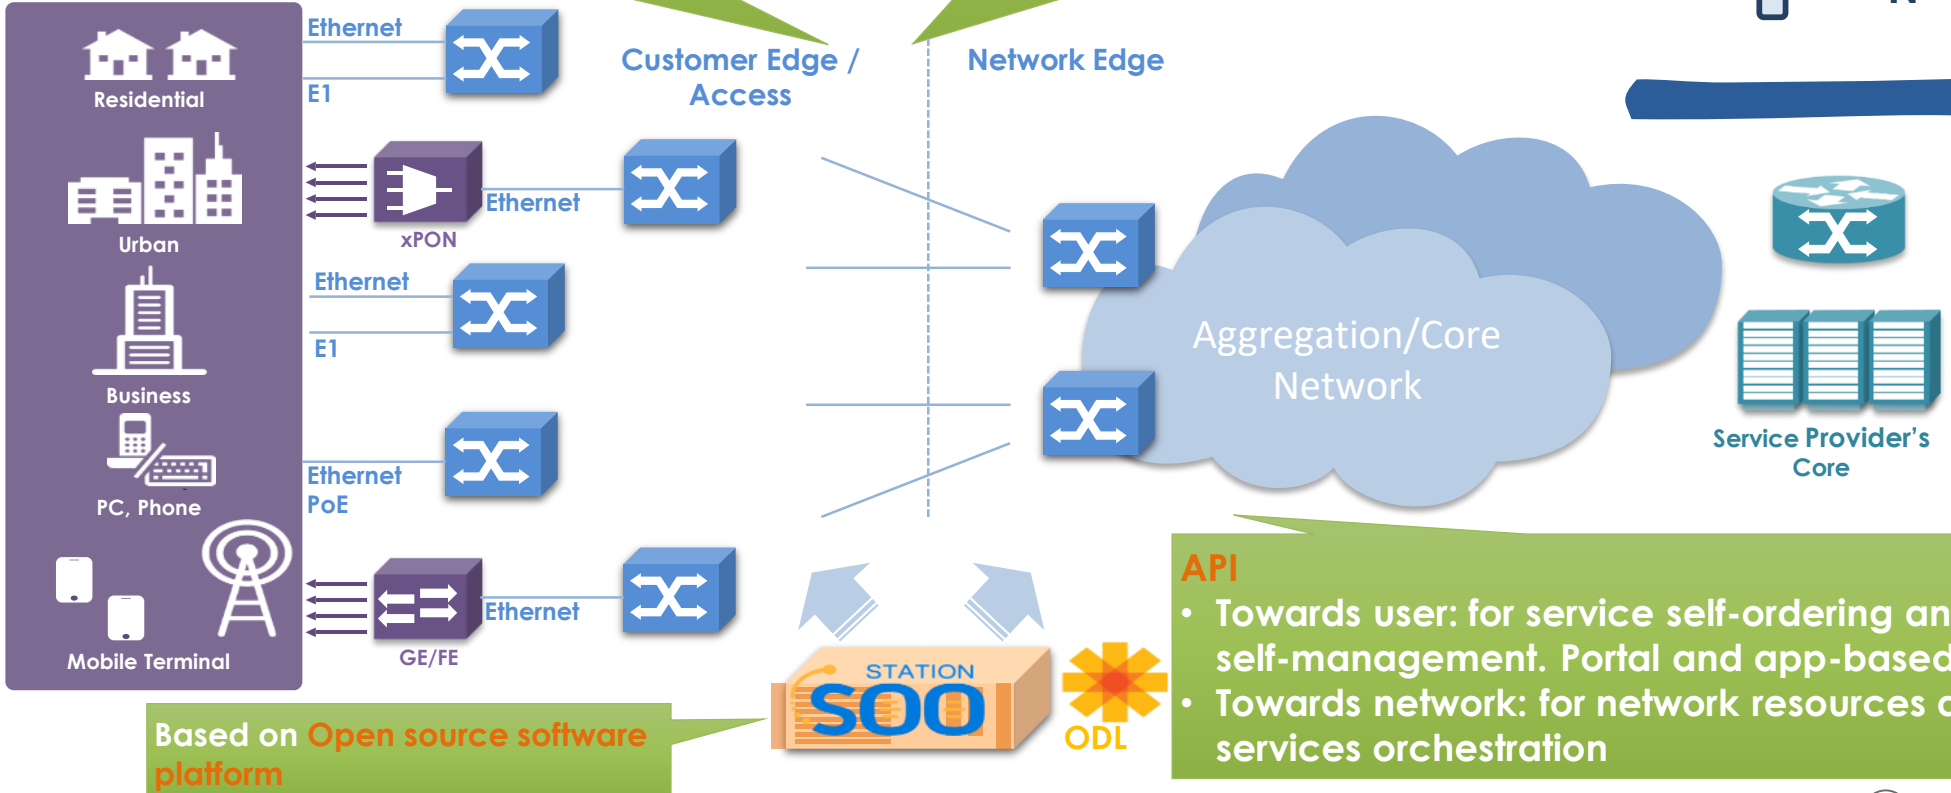 Ethernet
E1
Residential
Customer Edge /
Access
Network Edge
Ethernet
xPON
Urban
Ethernet
E1
Business
Aggregation/Core
Network
Service Provider's
Core
Ethernet
PoE
PC, Phone
Ethernet
GE/FE
Mobile Terminal
STATION
SOO
ODL
API
• Towards user: for service self-ordering
self-management. Portal and app-based
• Towards network: for network resources
services orchestration
Based on Open source software
platform